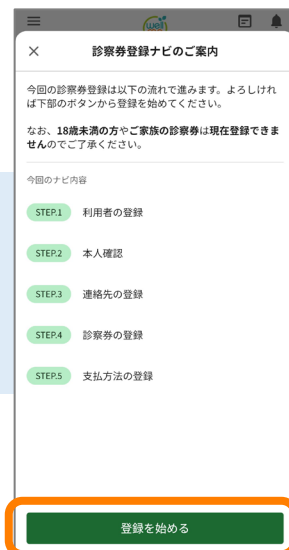 well
診察券登録ナビのご案内
今回の診察券登録は以下の流れで進みます。よろしけれ
ば下部のボタンから登録を始めてください。
なお、18歳未満の方やご家族の診察券は現在登録できま
せんのでご了承ください。
今回のナビ内容
STEP.1 利用者の登録
STEP.2 本人確認
STEP.3 連絡先の登録
STEP.4 診察券の登録
STEP.5 支払方法の登録
登録を始める